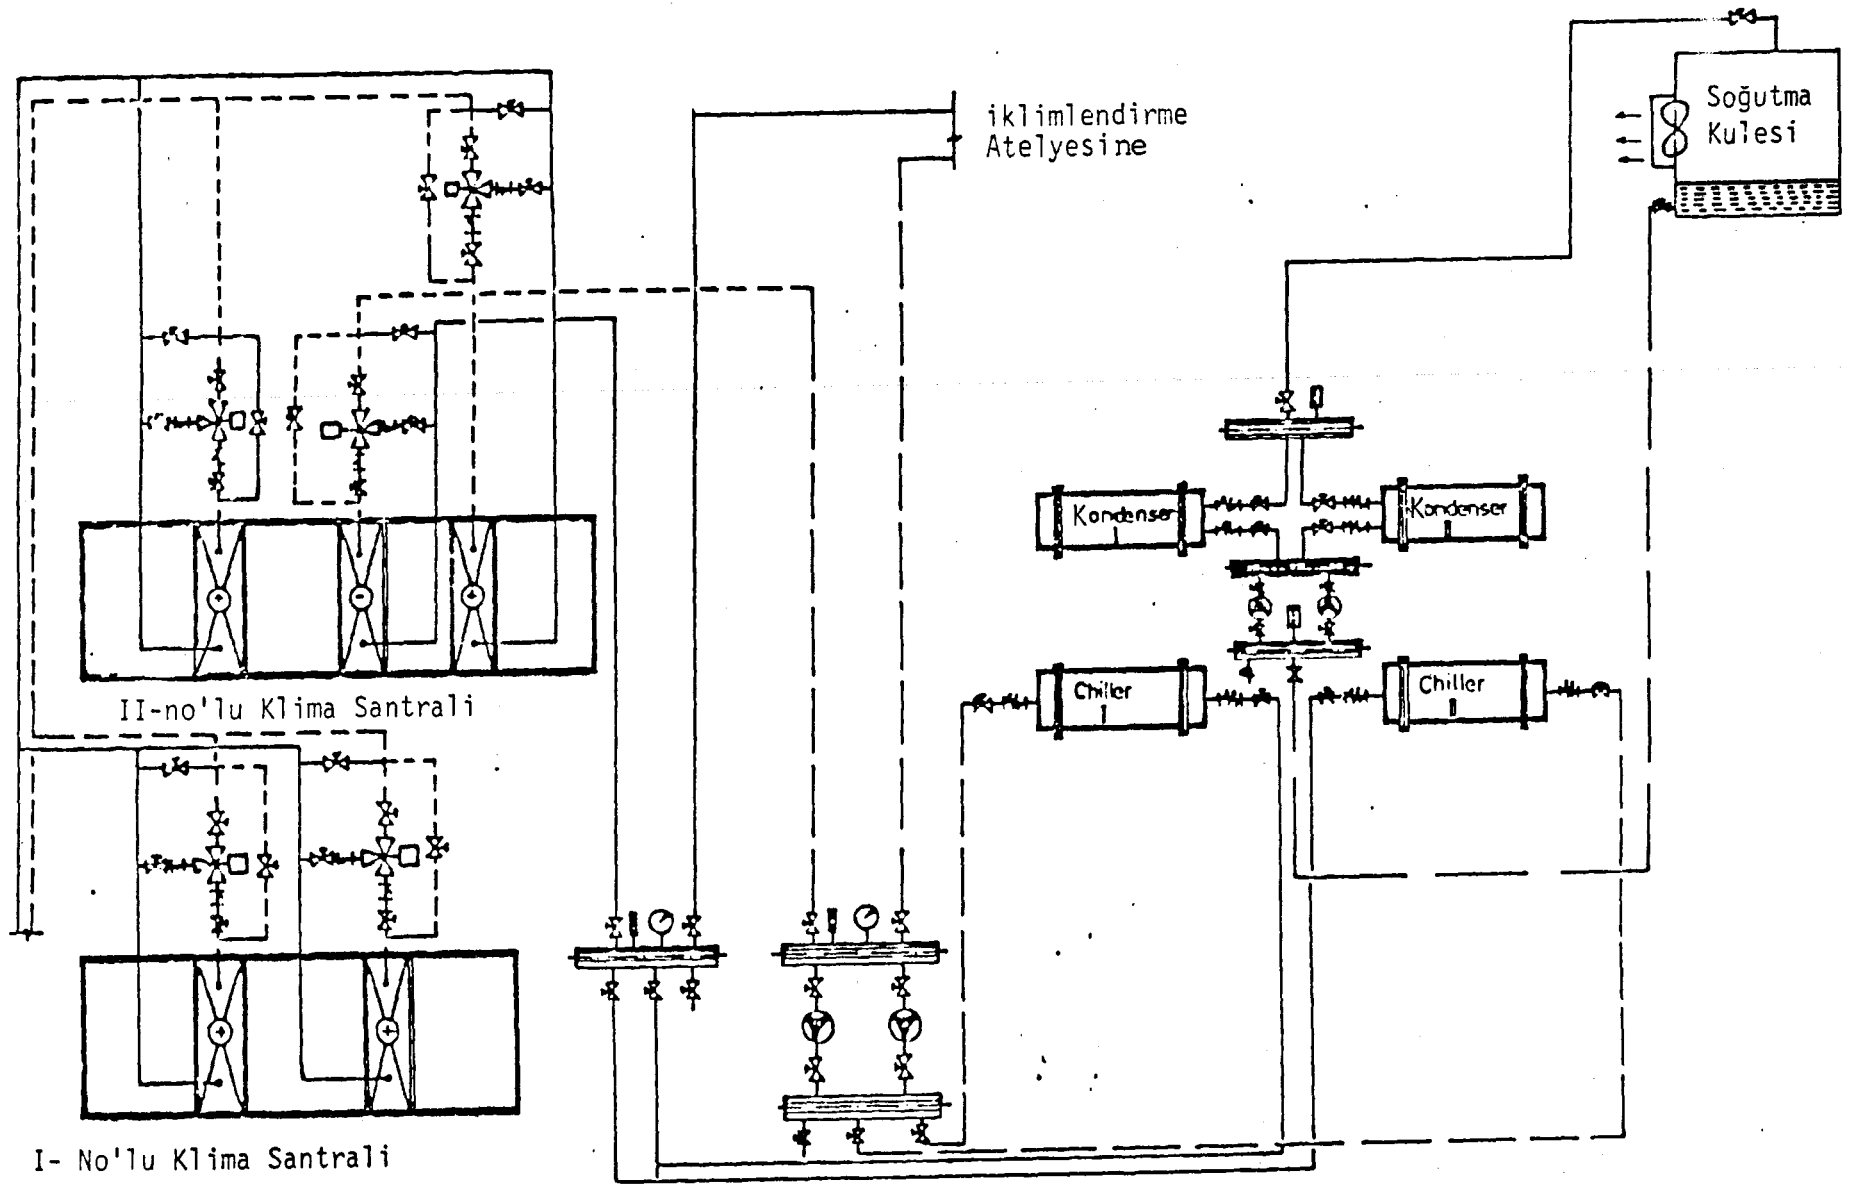 iklimlendirme
Atelyesine
Soğutma
Kulesi
Kondenser
Kondenser
Chiller
Chiller
II-no'lu Klima Santrali
I- No'lu Klima Santrali